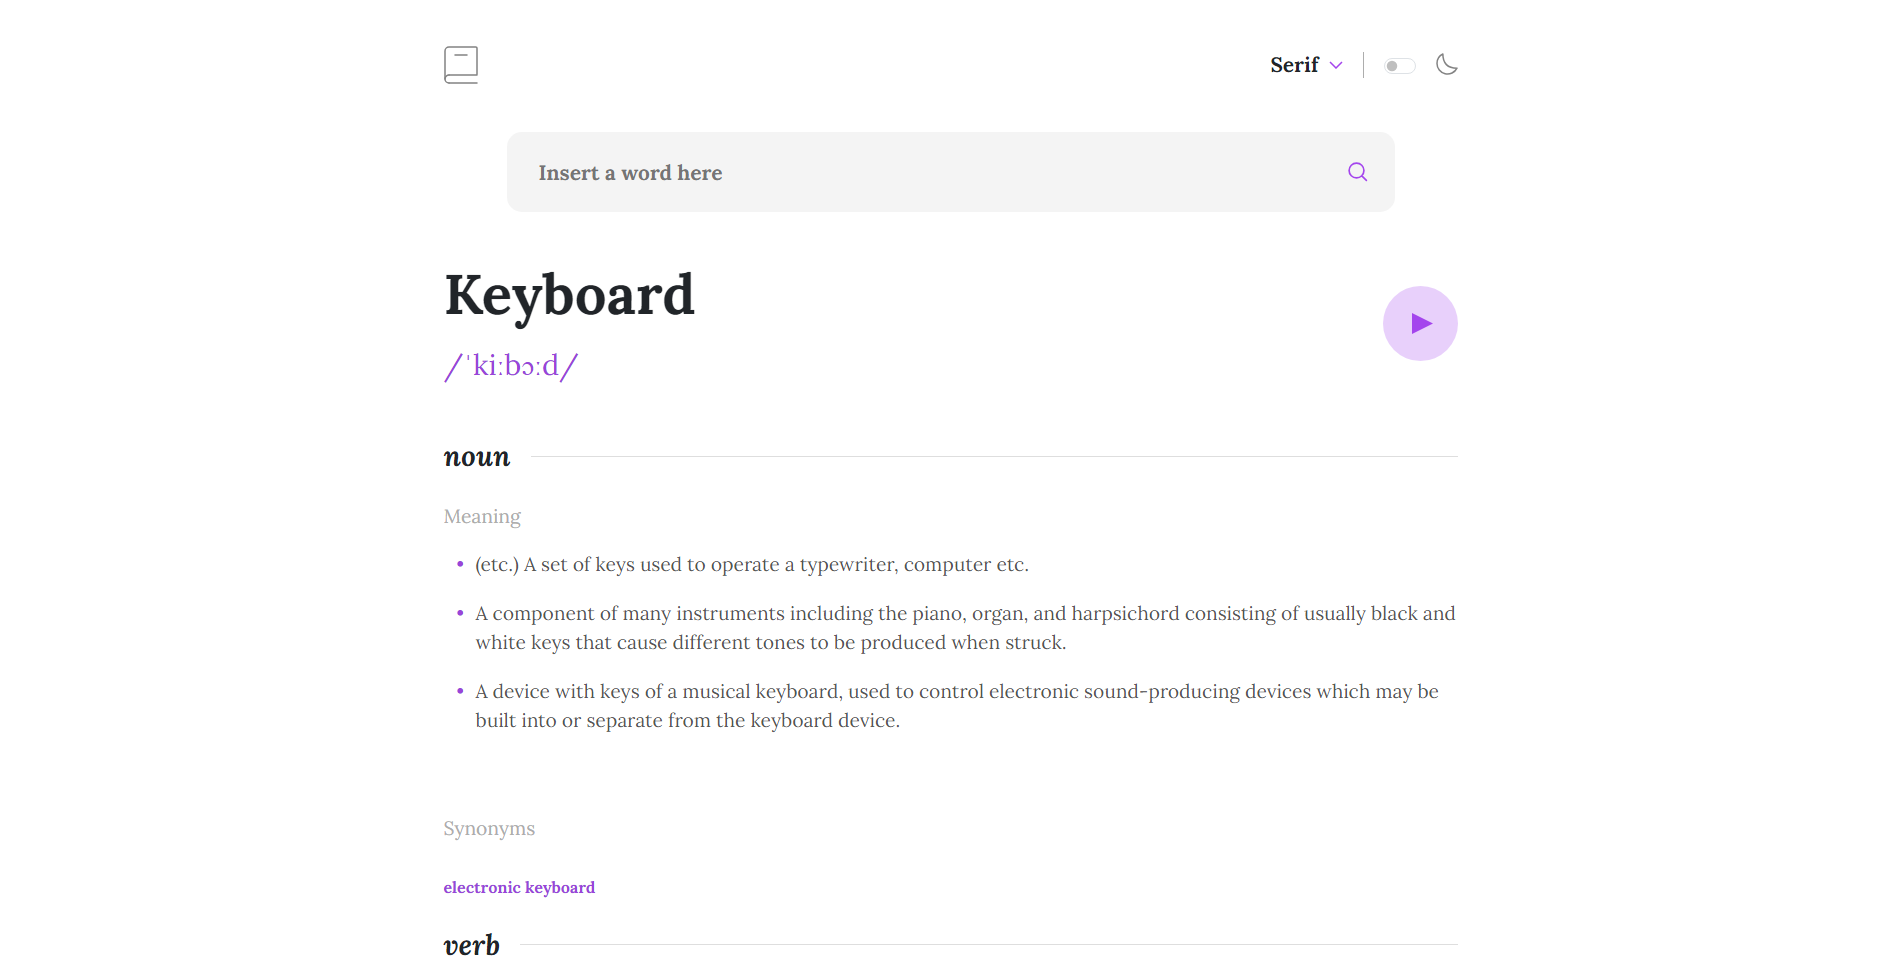 Serif
Insert a word here
Keyboard
/ˈkiːbɔːd/
noun
Meaning
• (etc.) A set of keys used to operate a typewriter, computer etc.
• A component of many instruments including the piano, organ, and harpsichord consisting of usually black and
white keys that cause different tones to be produced when struck.
• A device with keys of a musical keyboard, used to control electronic sound-producing devices which may be
built into or separate from the keyboard device.
Synonyms
electronic keyboard
verb